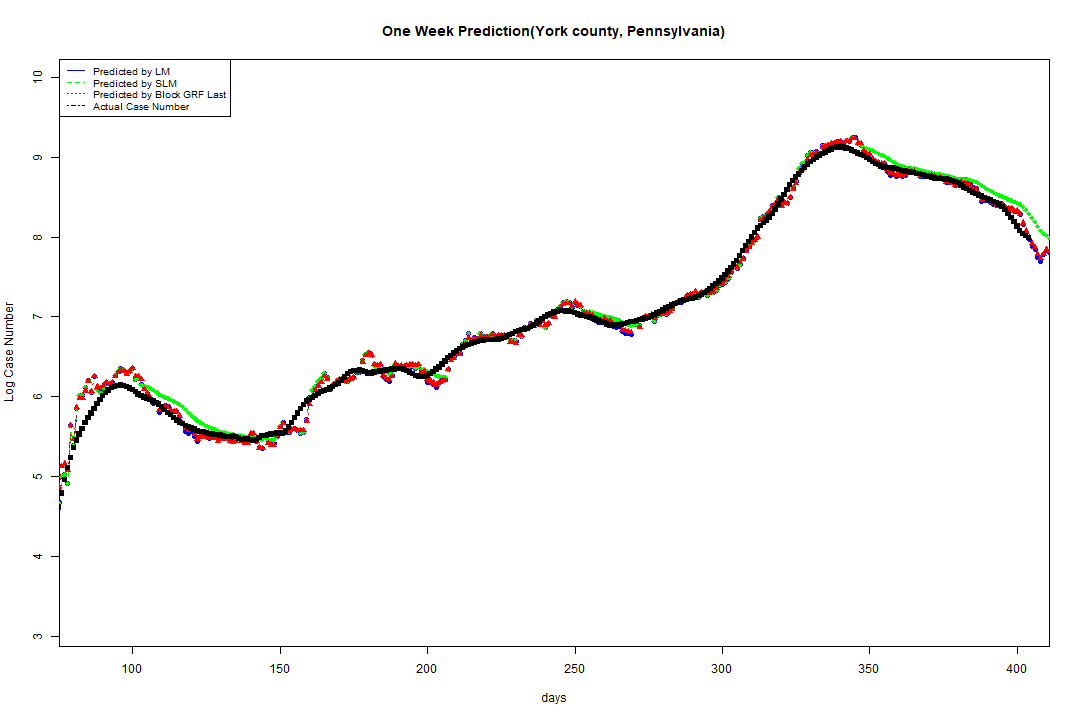 One Week Prediction(York county, Pennsylvania)
Predicted by LM
Predicted by SLM
Predicted by Block GRF Last
Actual Case Number
10
9
8
7
6
5
4
3
Log Case Number
100 150 200 250 300 350 400
days